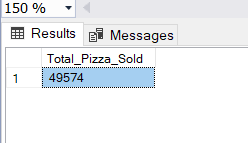 150 %
Results Messages
Total_Pizza_Sold
1 49574